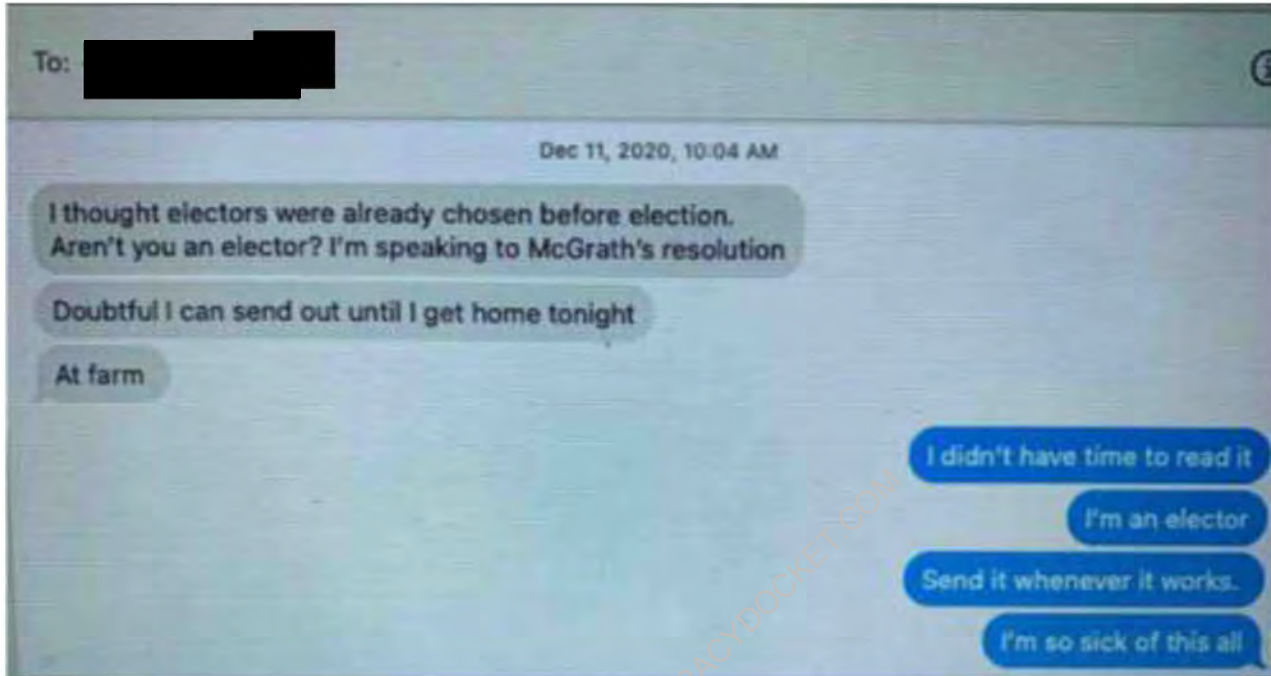 To:
Dec 11, 2020, 10:04 AM
I thought electors were already chosen before election.
Aren't you an elector? I'm speaking to McGrath's resolution
Doubtful I can send out until I get home tonight
At farm
I didn't have time to read it
I'm an elector
Send it whenever it works.
I'm so sick of this all